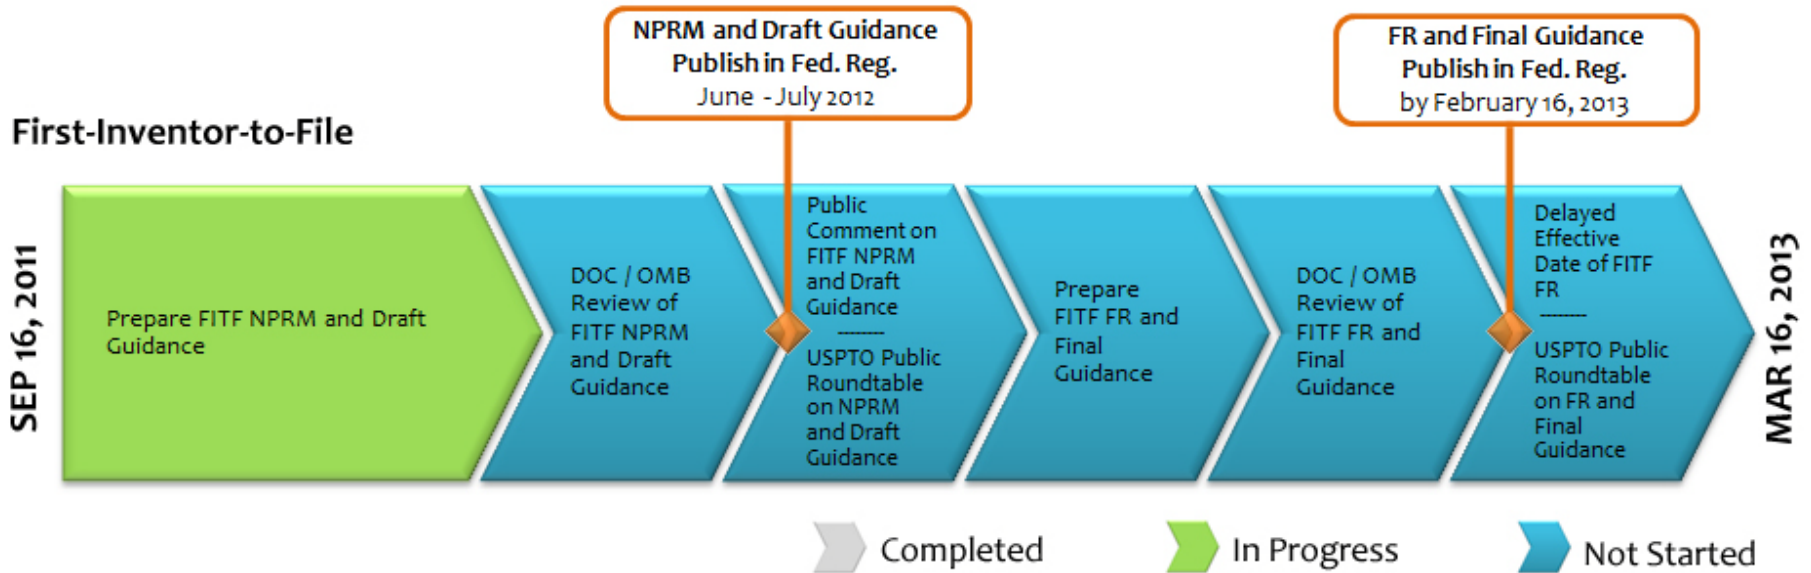 NPRM and Draft Guidance
Publish in Fed. Reg.
June - July 2012
FR and Final Guidance
Publish in Fed. Reg.
by February 16, 2013
First-Inventor-to-File
SEP 16, 2011
Prepare FITF NPRM and Draft
Guidance
DOC / OMB
Review of
FITF NPRM
and Draft
Guidance
Public
Comment on
FITF NPRM
and Draft
Guidance
--------
USPTO Public
Roundtable
on NPRM
and Draft
Guidance
Prepare
FITF FR and
Final
Guidance
DOC / OMB
Review of
FITF FR and
Final
Guidance
Delayed
Effective
Date of FITF
FR
--------
USPTO Public
Roundtable
on FR and
Final
Guidance
MAR 16, 2013
Completed
In Progress
Not Started